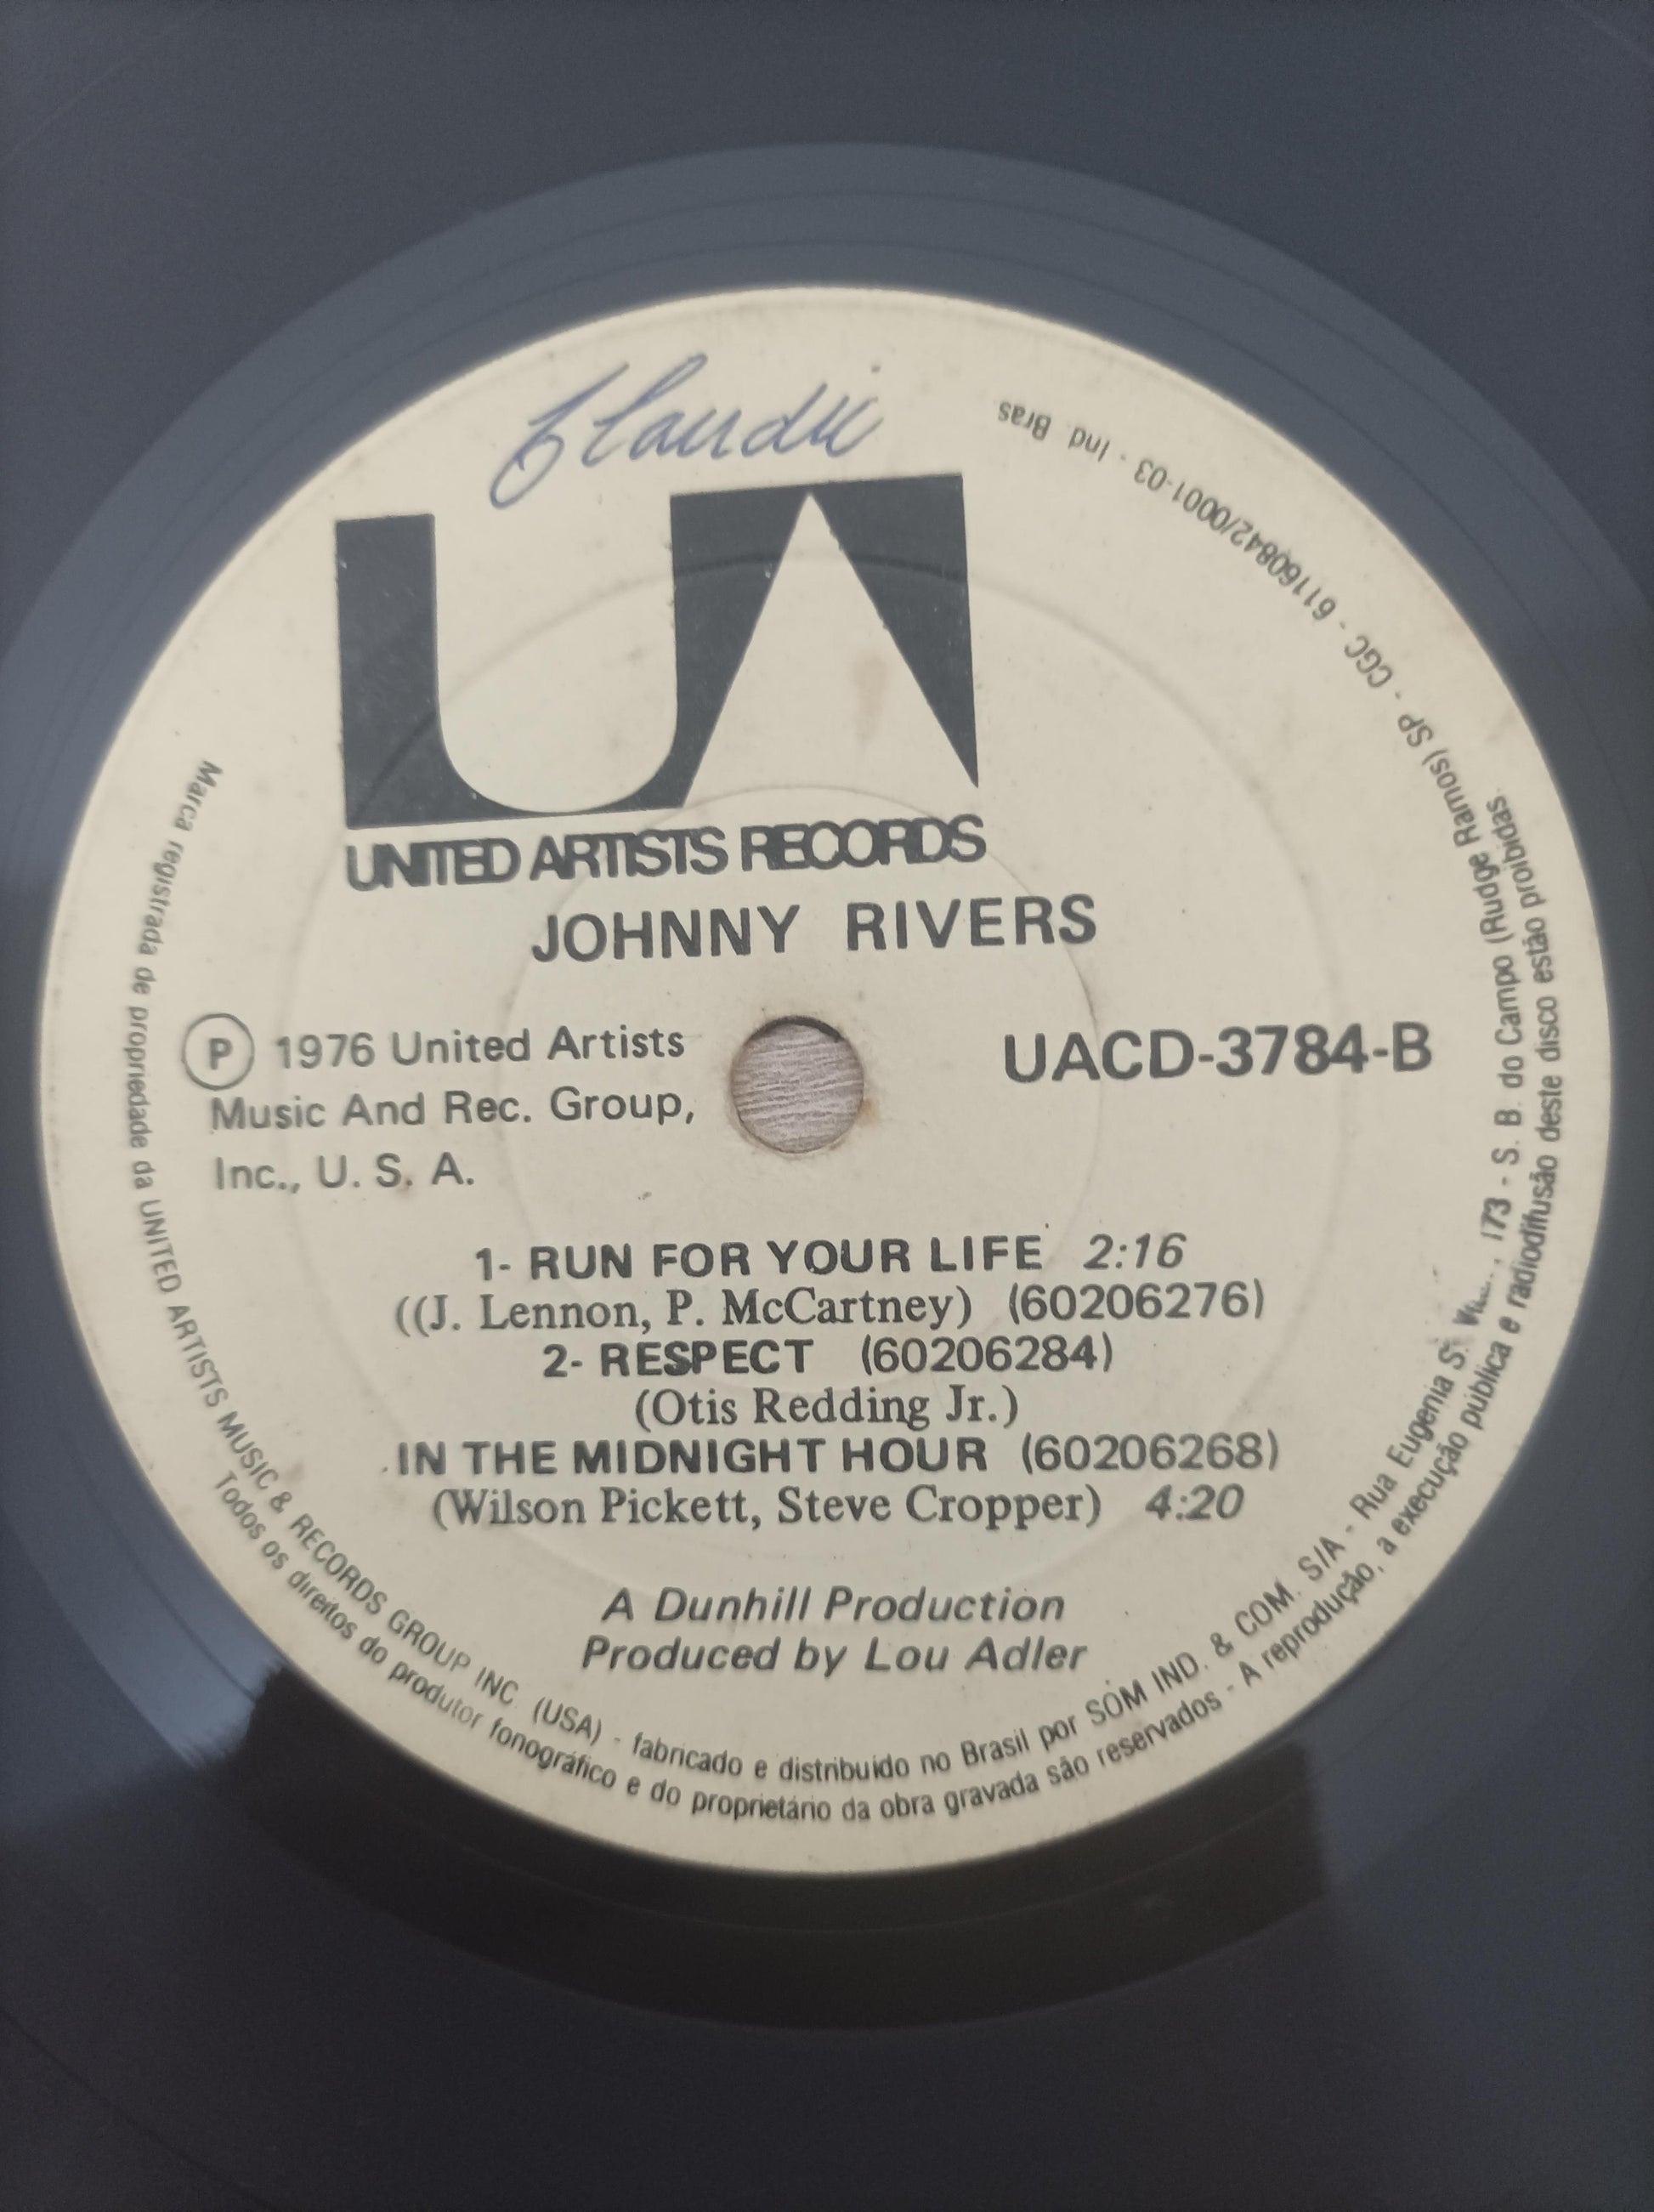 UA
UNITED ARTISTS RECORDS
JOHNNY RIVERS
P 1976 United Artists
Music And Rec. Group,
Inc., U. S. A.
UACD-3784-B
1- RUN FOR YOUR LIFE 2:16
((J. Lennon, P. McCartney) (60206276)
2- RESPECT (60206284)
(Otis Redding Jr.)
IN THE MIDNIGHT HOUR (60206268)
(Wilson Pickett, Steve Cropper) 4:20
A Dunhill Production
Produced by Lou Adler
Marca registrada de propriedade da UNITED ARTISTS MUSIC & RECORDS GROUP INC. (USA) - fabricado e distribuído no Brasil por SOM IND. & COM. S/A - Rua Eugenia S. 173 - S. B. do Campo (Rudge Ramos) SP - CGC - 61160842/0001-03 - Ind Bras
Todos os direitos do produtor fonográfico e do proprietário da obra gravada são reservados - A reprodução, a execução pública e radiodifusão deste disco estão proibidas.